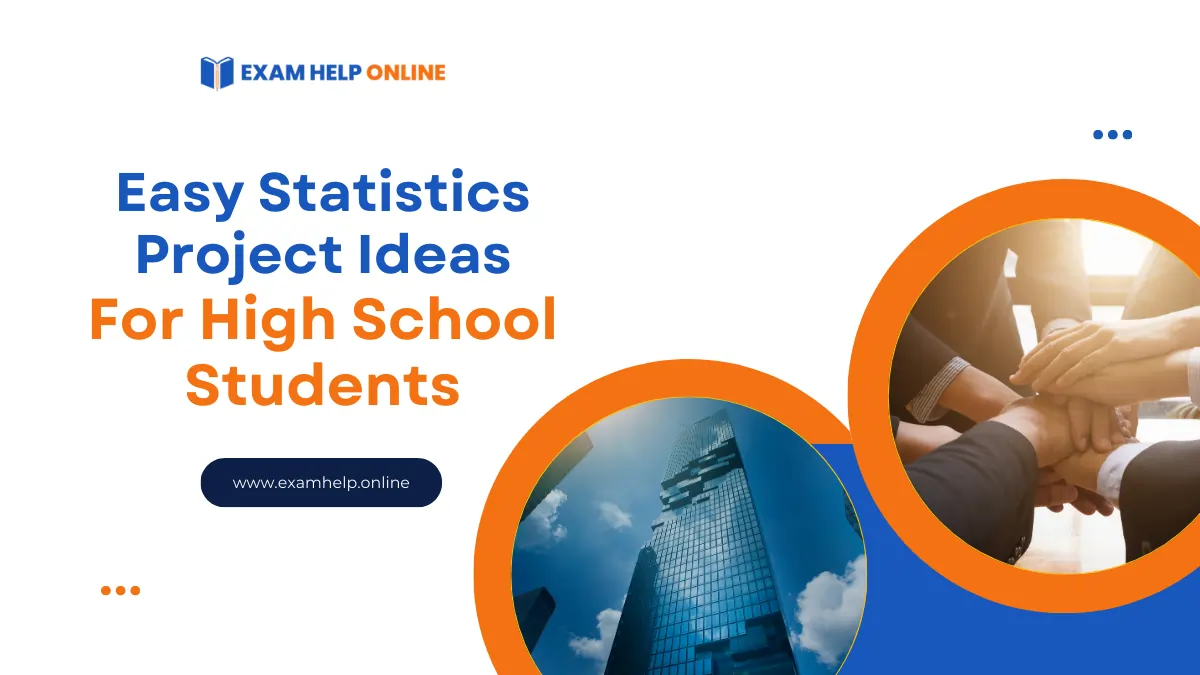 EXAM HELP ONLINE
Easy Statistics
Project Ideas
For High School
Students
www.examhelp.online